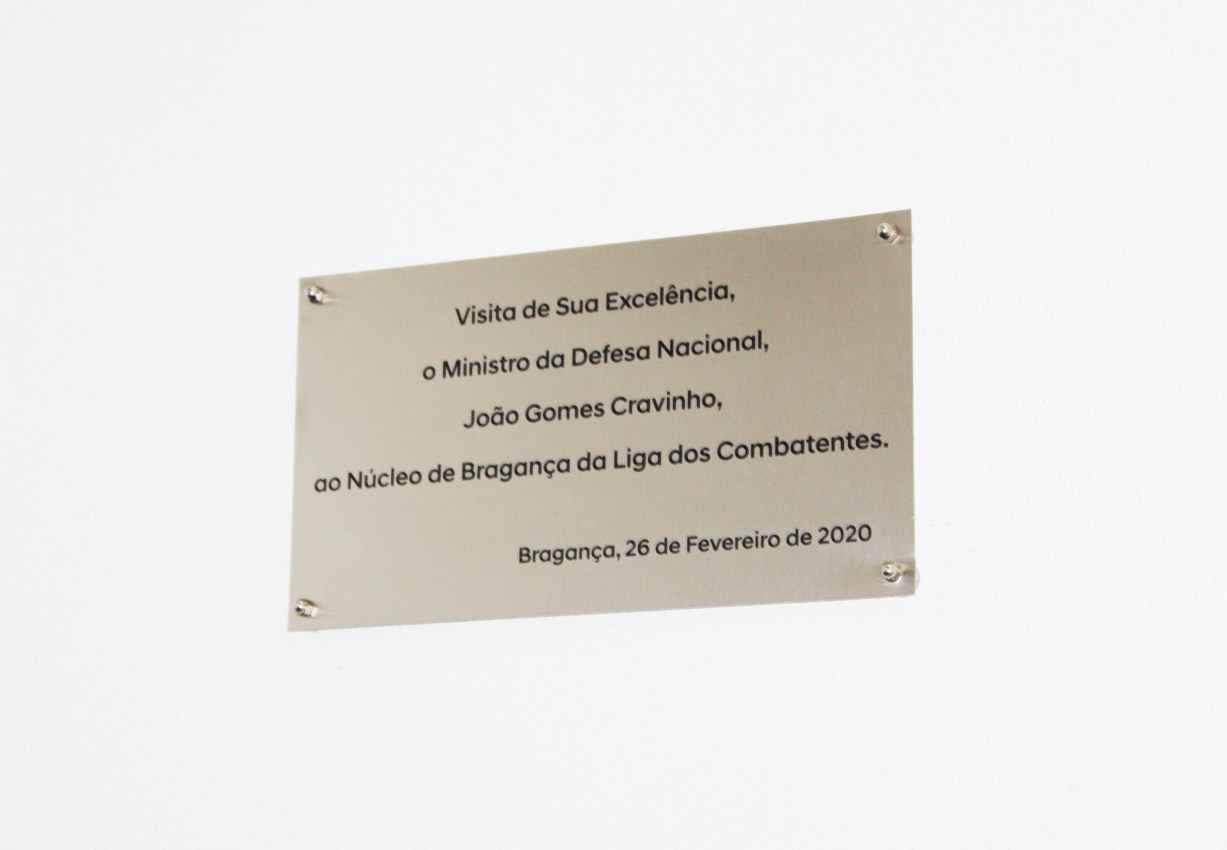 Visita de Sua Excelência,
o Ministro da Defesa Nacional,
João Gomes Cravinho,
ao Núcleo de Bragança da Liga dos Combatentes.
Bragança, 26 de Fevereiro de 2020